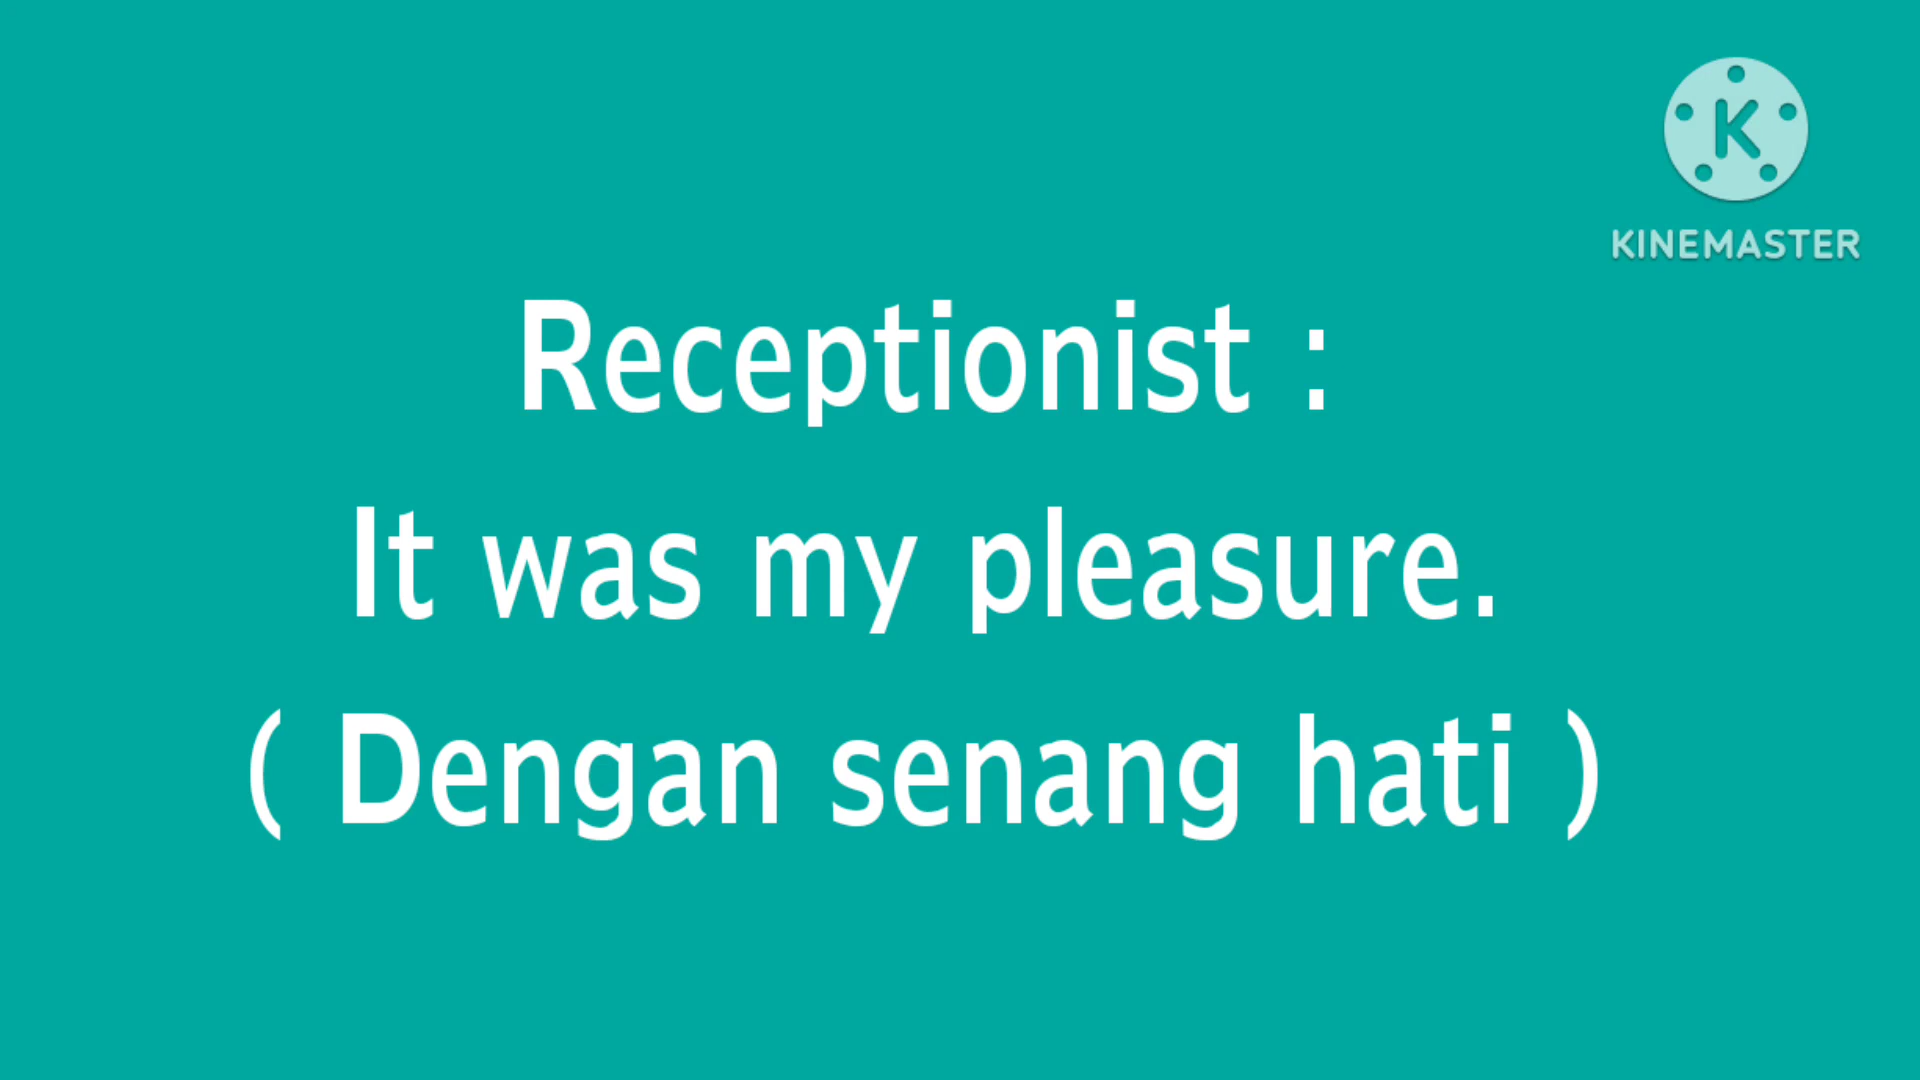 K
KINEMASTER
Receptionist :
It was my pleasure.
( Dengan senang hati )